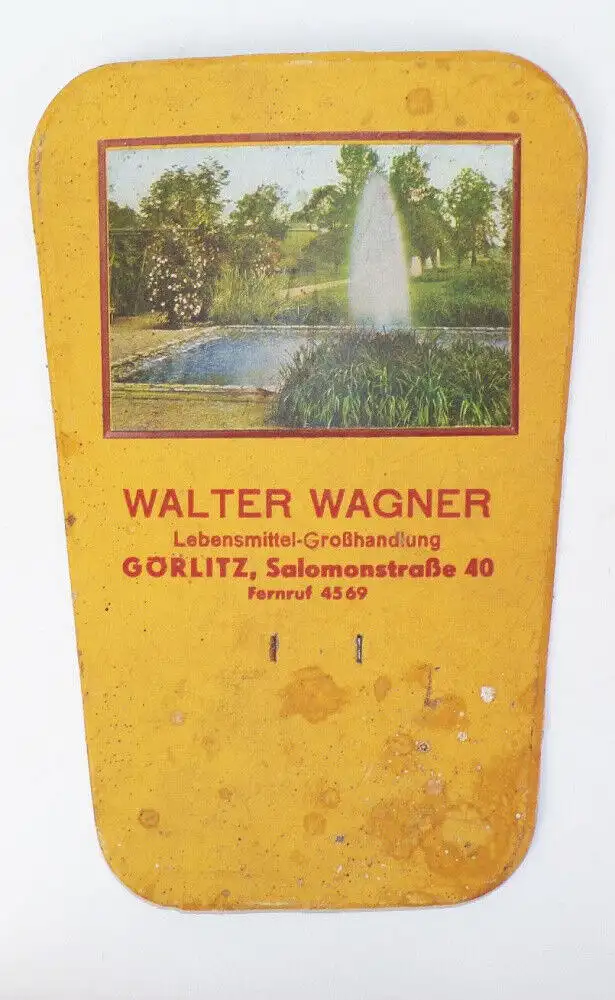 WALTER WAGNER
Lebensmittel-Großhandlung
GÖRLITZ, Salomonstraße 40
Fernruf 4569